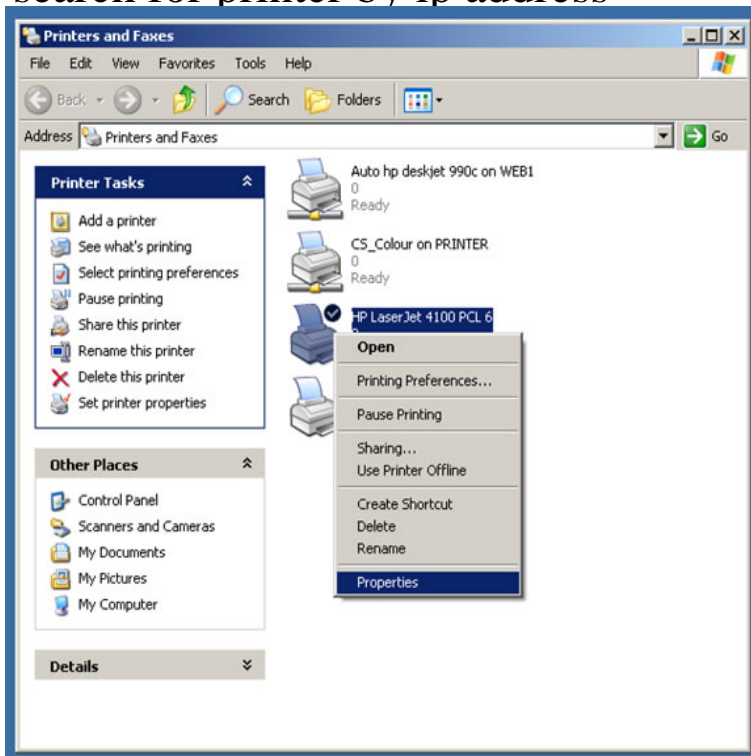 search for printer by ip address
Printers and Faxes
File Edit View Favorites Tools Help
Back Search Folders
Address Printers and Faxes Go
Printer Tasks
Add a printer
See what's printing
Select printing preferences
Pause printing
Share this printer
Rename this printer
Delete this printer
Set printer properties
Other Places
Control Panel
Scanners and Cameras
My Documents
My Pictures
My Computer
Details
Auto hp deskjet 990c on WEB1
0
Ready
CS_Colour on PRINTER
0
Ready
HP LaserJet 4100 PCL 6
Open
Printing Preferences...
Pause Printing
Sharing...
Use Printer Offline
Create Shortcut
Delete
Rename
Properties